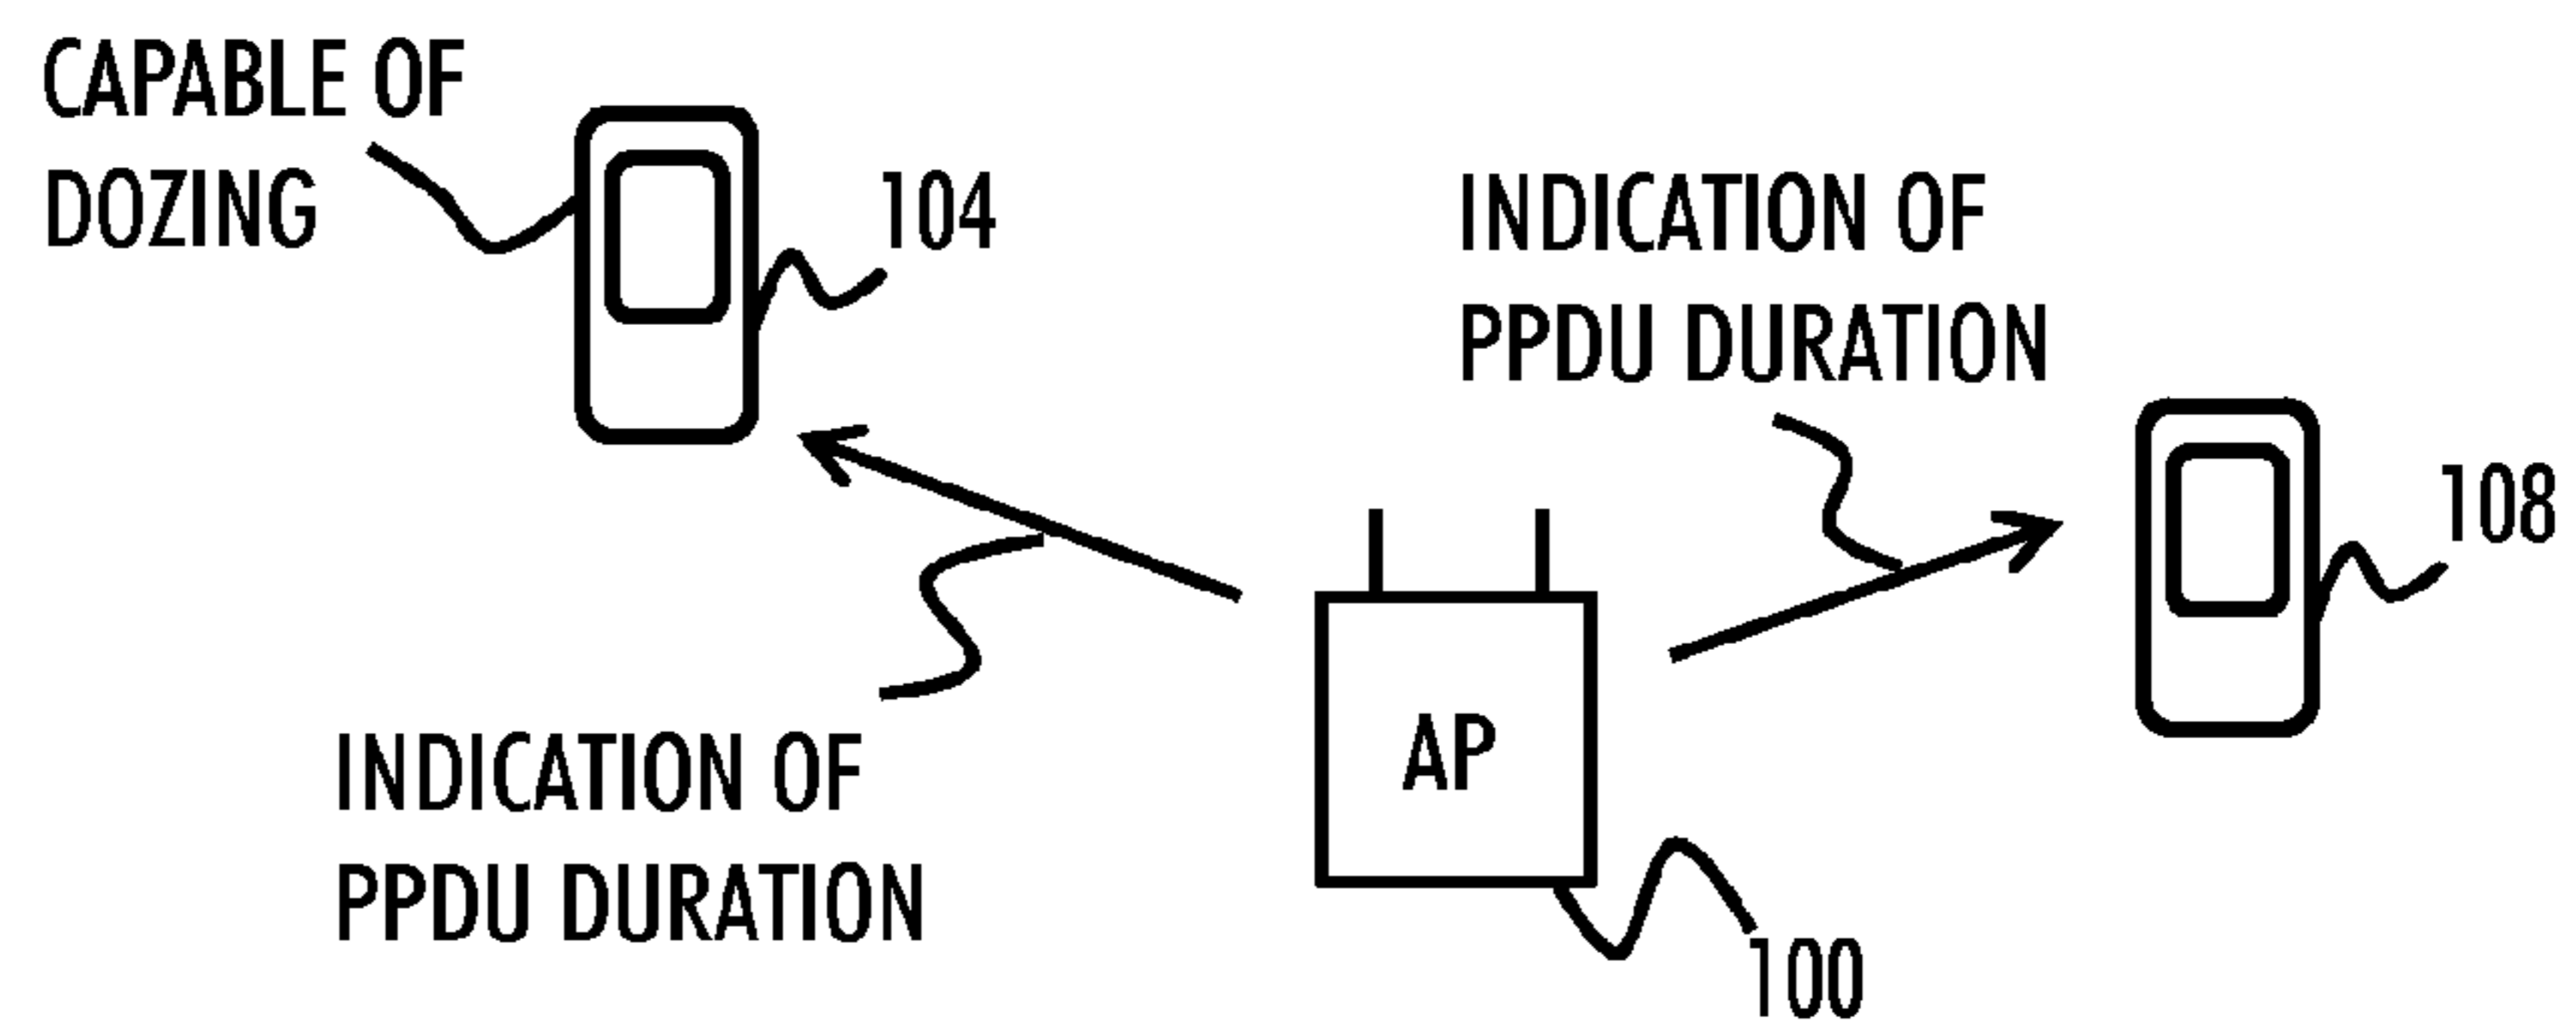 CAPABLE OF
DOZING
104
INDICATION OF
PPDU DURATION
108
INDICATION OF
PPDU DURATION
AP
100